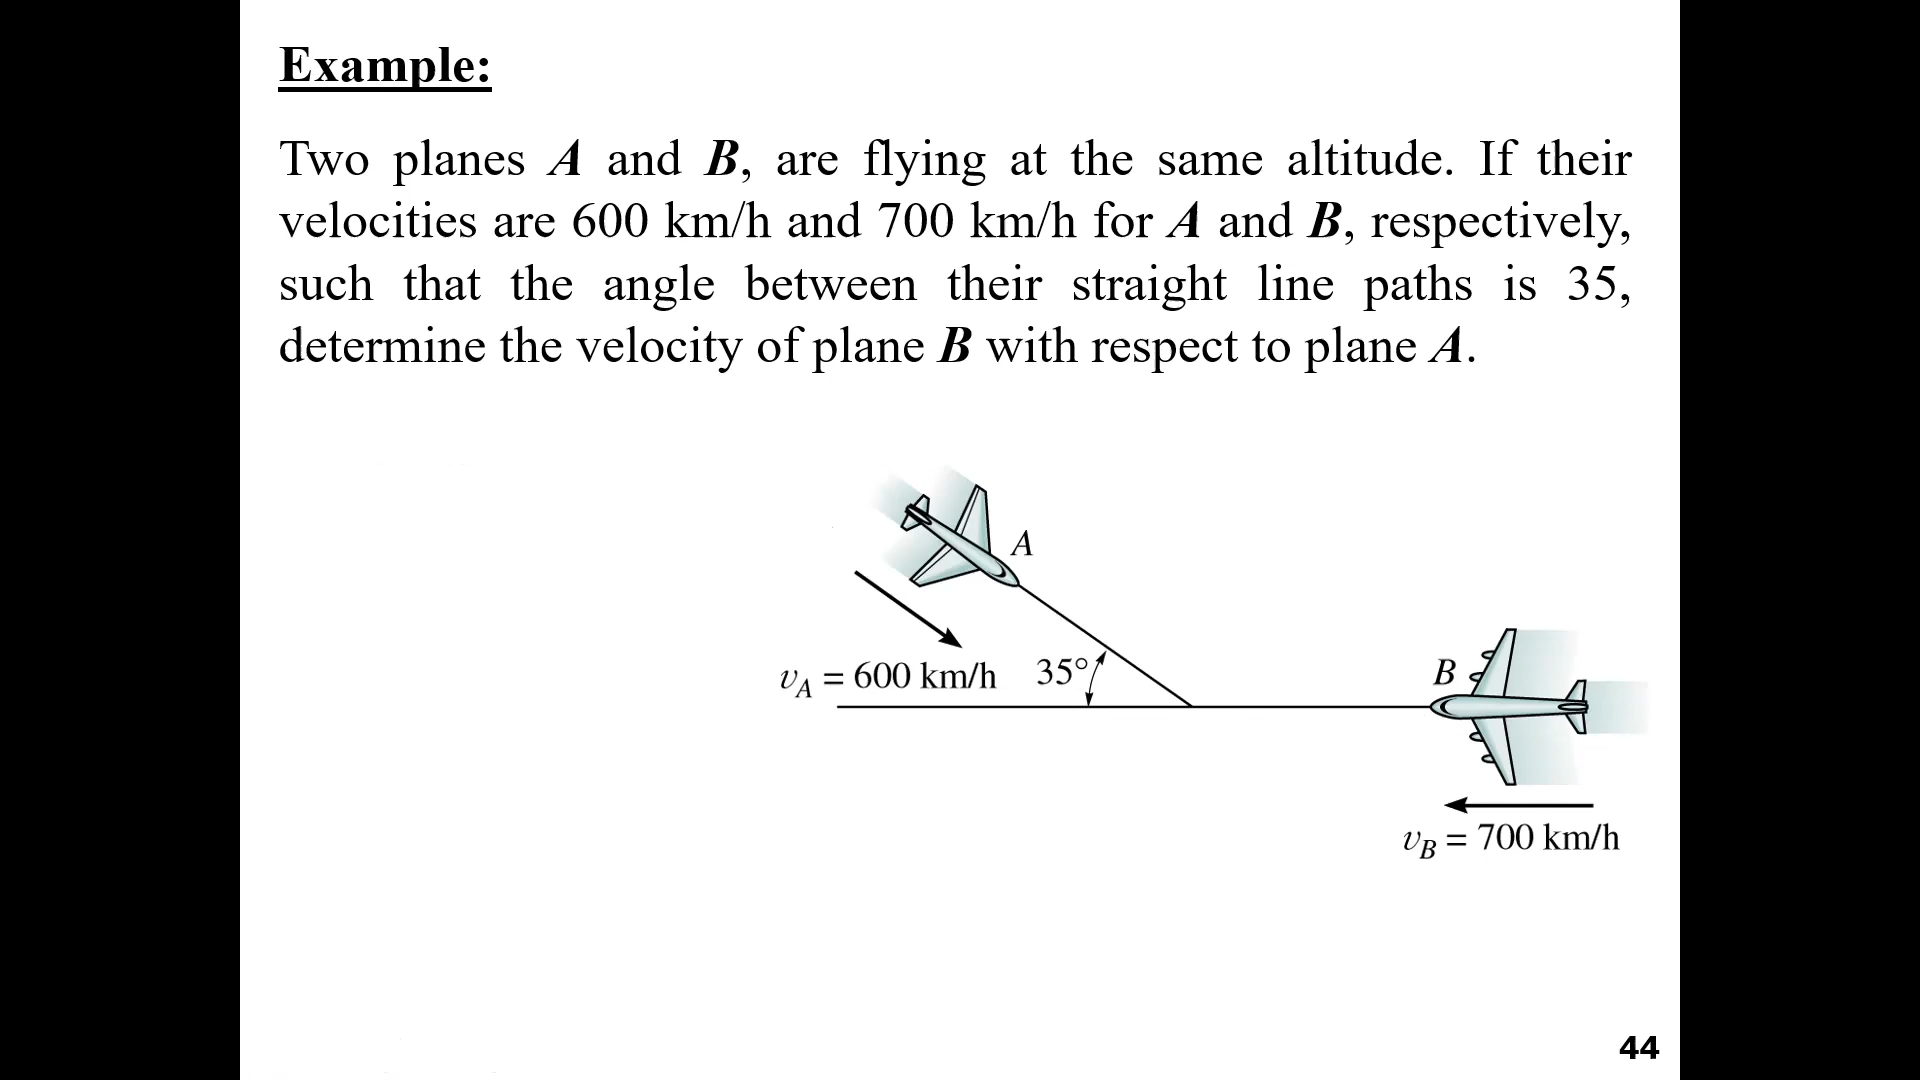 Example:
Two planes A and B, are flying at the same altitude. If their
velocities are 600 km/h and 700 km/h for A and B, respectively,
such that the angle between their straight line paths is 35,
determine the velocity of plane B with respect to plane A.
A
vA = 600 km/h
35°
B
vB = 700 km/h
44